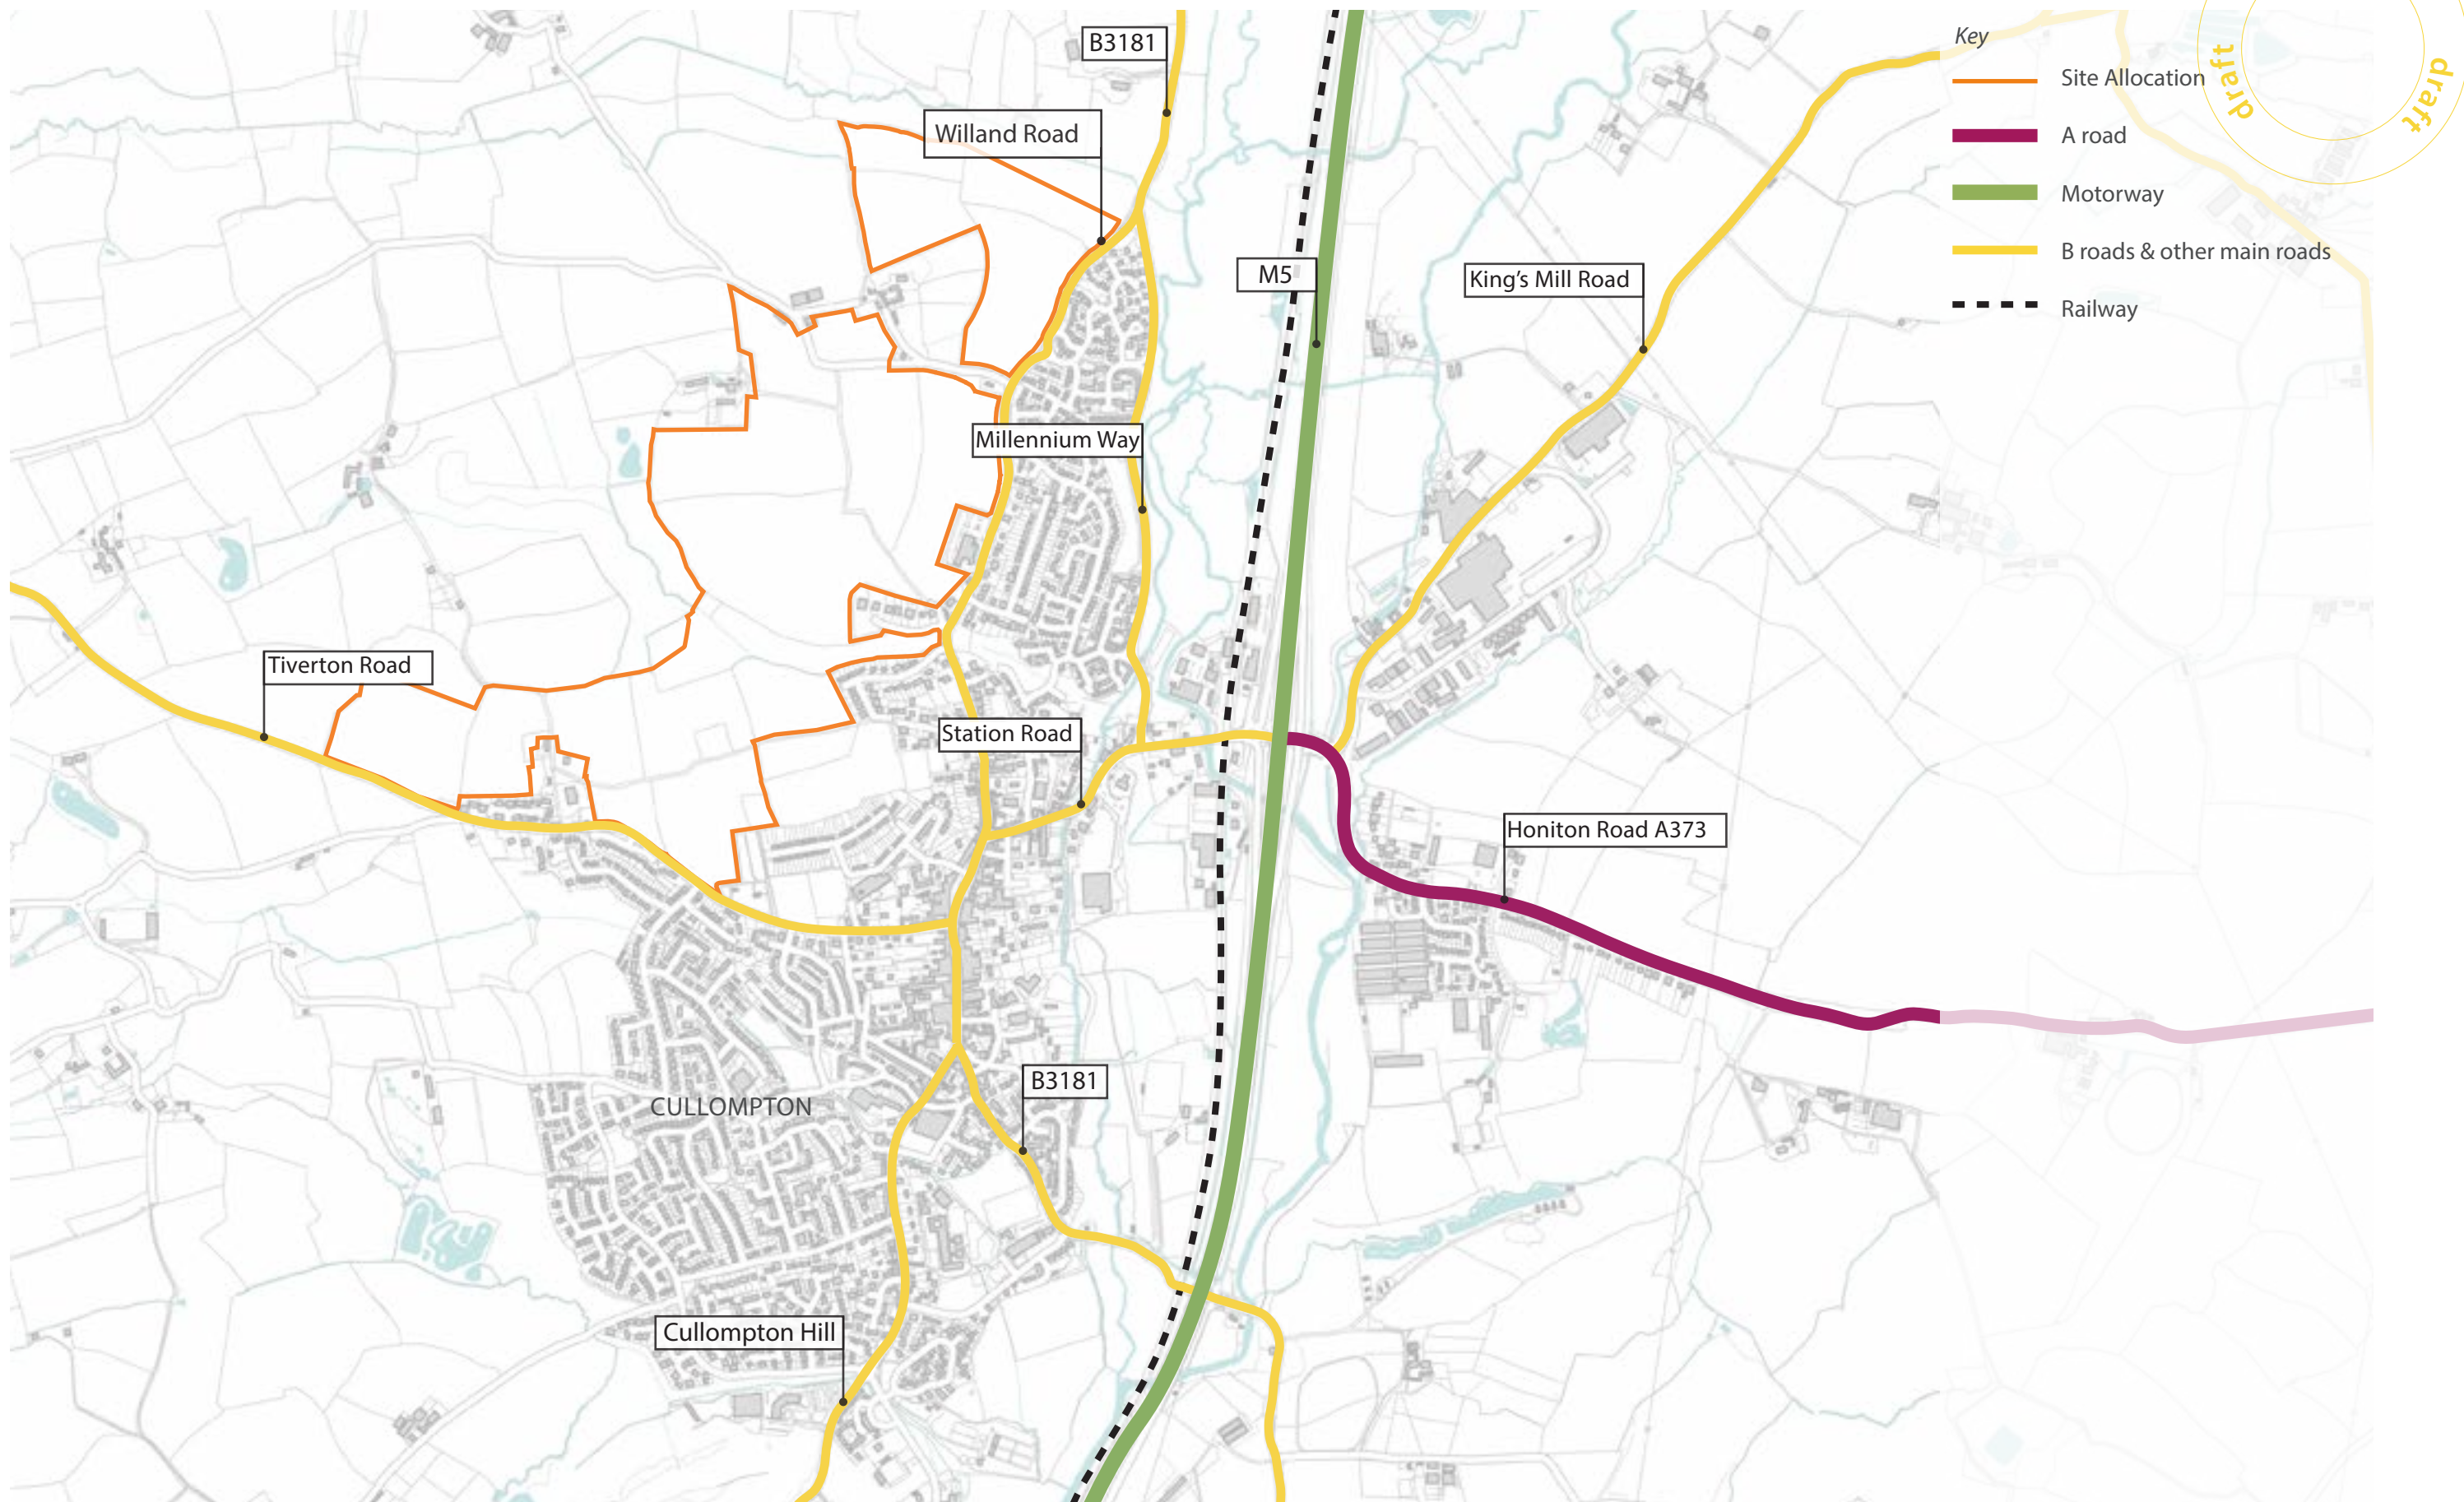 B3181
Willand Road
M5
King's Mill Road
Millennium Way
Tiverton Road
Station Road
Honiton Road A373
B3181
CULLOMPTON
Cullompton Hill
Key
Site Allocation
A road
Motorway
B roads & other main roads
Railway
draft
draft